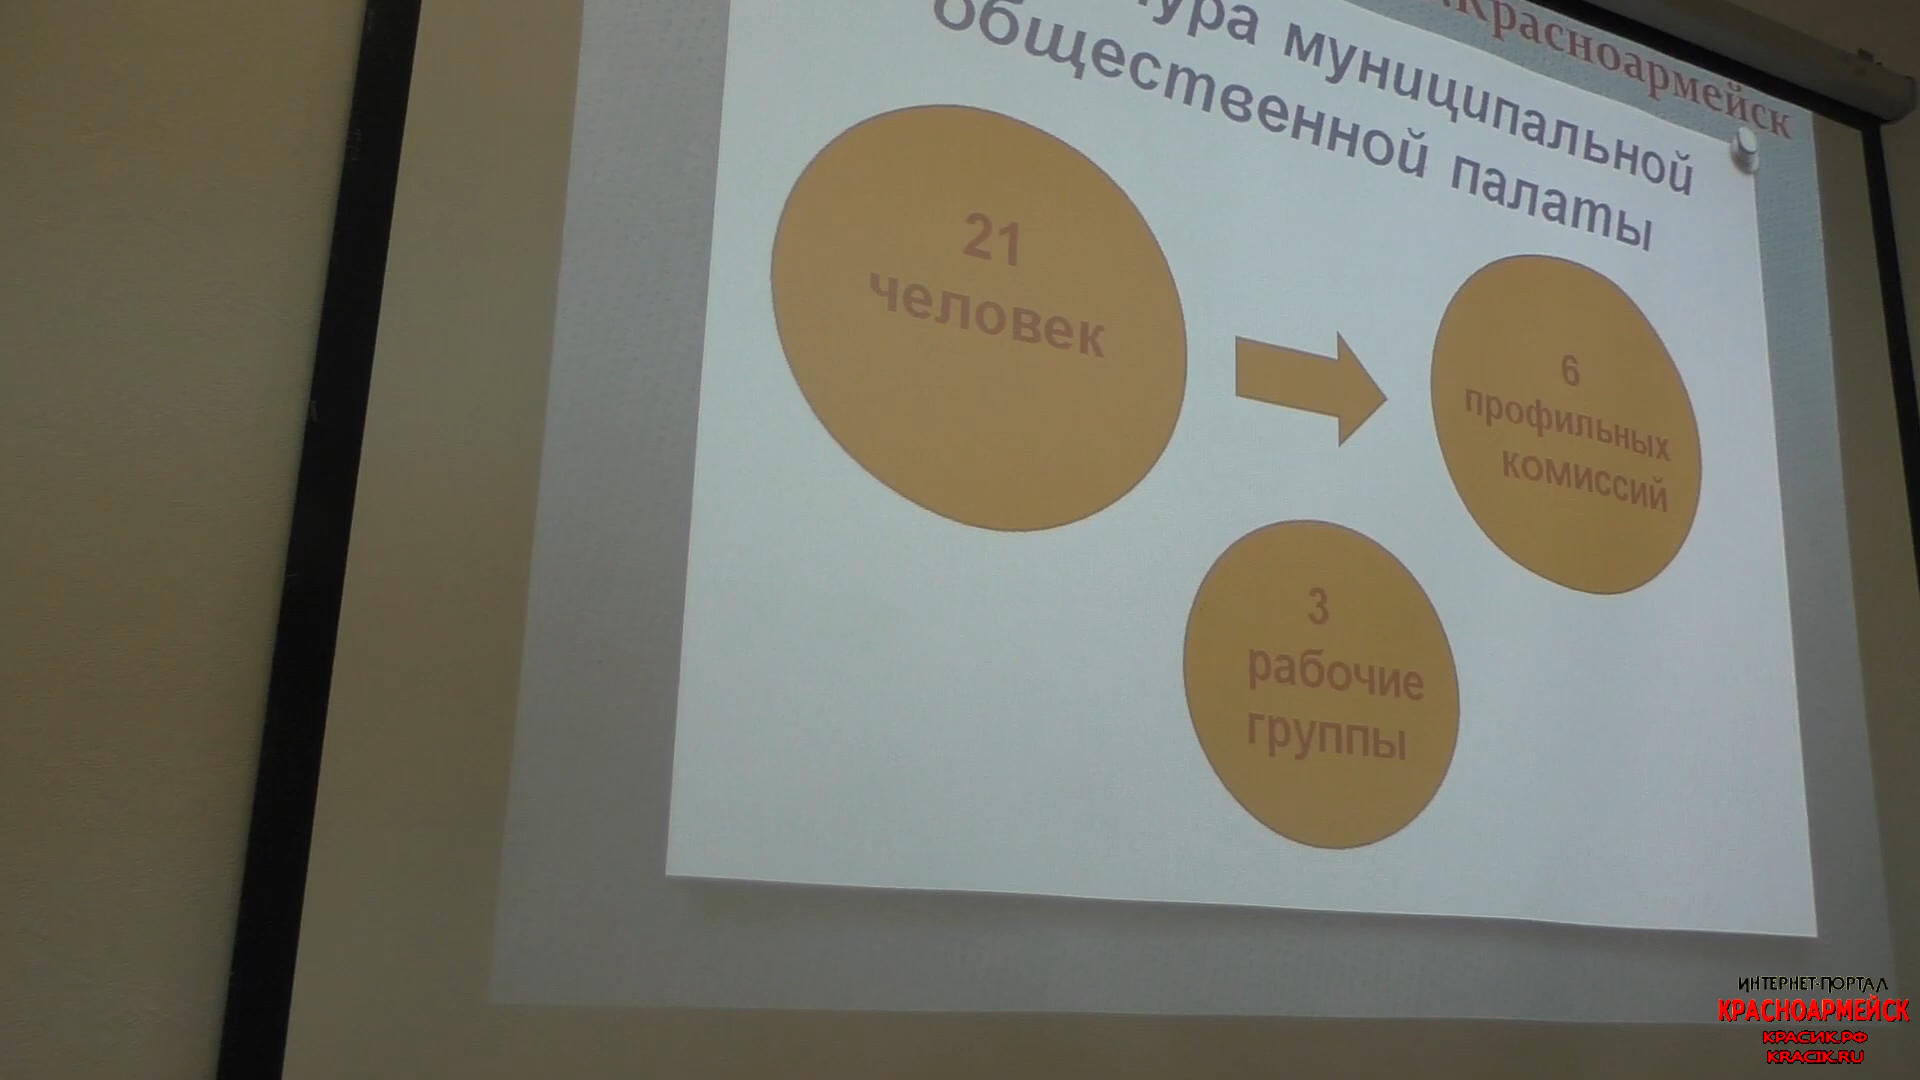 Красноармейск
муниципальной
общественной палаты
21
человек
6
профильных
комиссий
3
рабочие
группы
ИНТЕРНЕТ-ПОРТАЛ
КРАСНОАРМЕЙСК
КРАСИК.РФ
KRACIK.RU